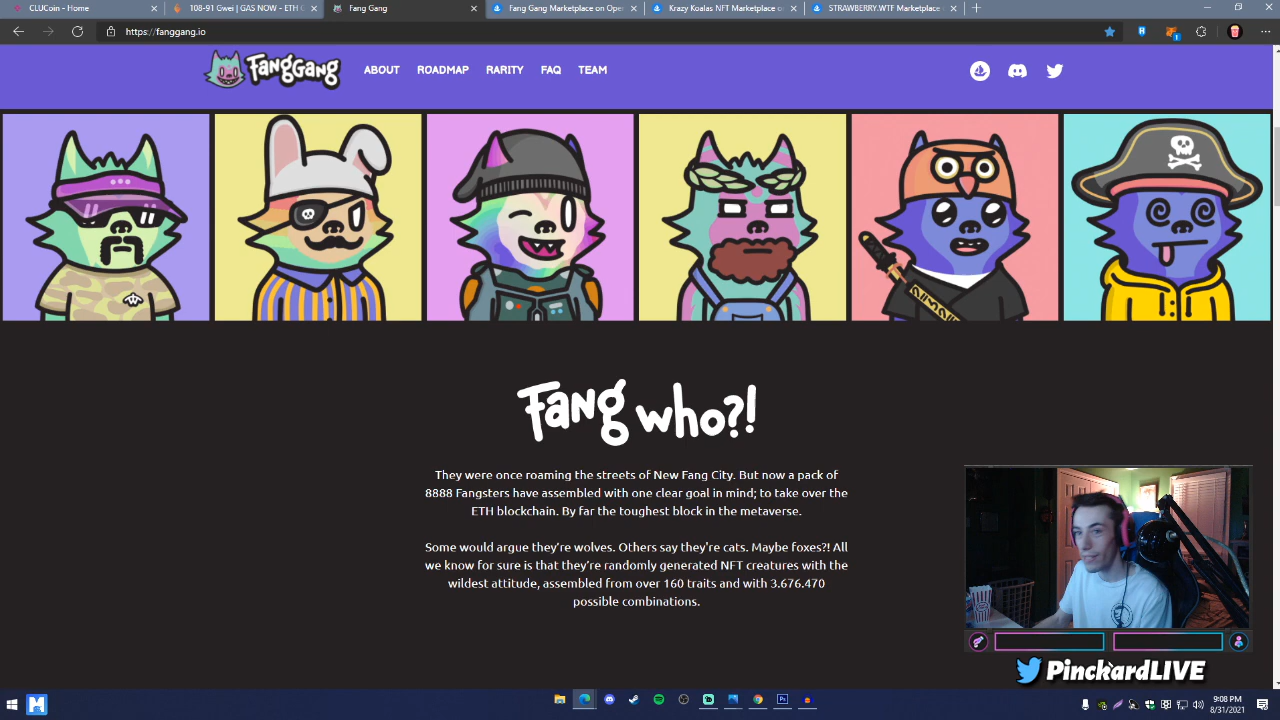 CLUCoin - Home
108-91 Gwei | GAS NOW - ETH G
Fang Gang
Fang Gang Marketplace on Open
Krazy Koalas NFT Marketplace on
STRAWBERRY.WTF Marketplace
https://fanggang.io
FangGang
ABOUT
ROADMAP
RARITY
FAQ
TEAM
Fang who?!
They were once roaming the streets of New Fang City. But now a pack of
8888 Fangsters have assembled with one clear goal in mind; to take over the
ETH blockchain. By far the toughest block in the metaverse.
Some would argue they're wolves. Others say they're cats. Maybe foxes?! All
we know for sure is that they're randomly generated NFT creatures with the
wildest attitude, assembled from over 160 traits and with 3.676.470
possible combinations.
PinckardLIVE
9:08 PM
8/31/2021